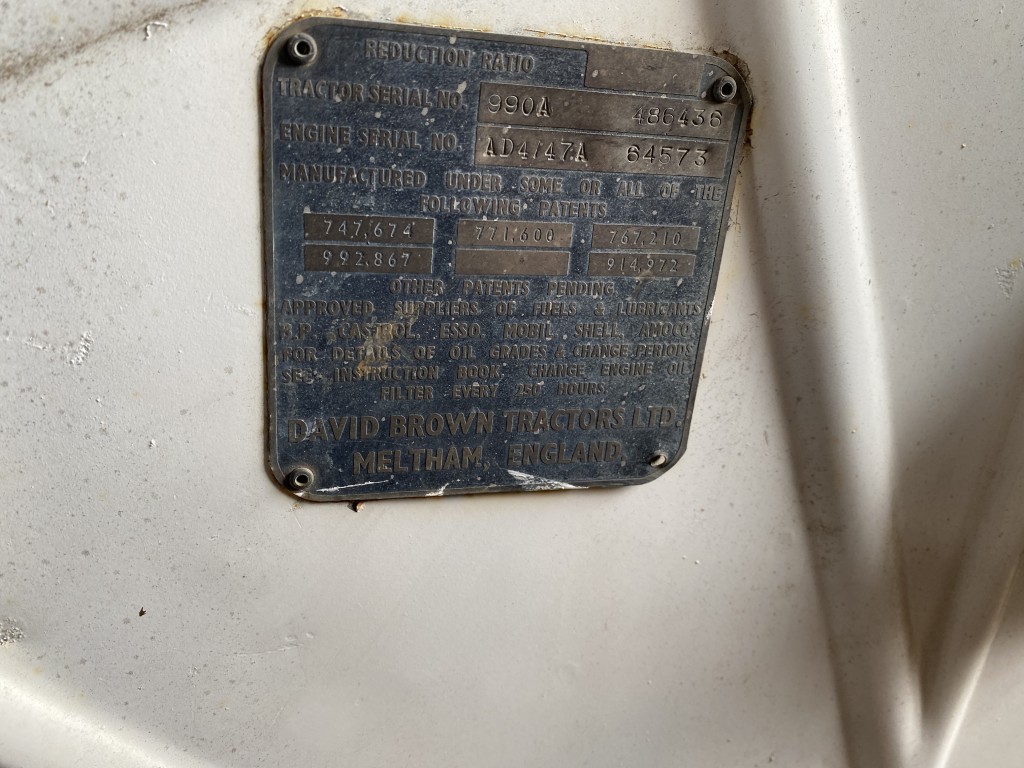 REDUCTION RATIO
TRACTOR SERIAL NO. 990A 486436
ENGINE SERIAL NO. AD4/47A 64573
MANUFACTURED UNDER SOME OR ALL OF THE
FOLLOWING PATENTS
747,674 771,600 767,210
992,867 914,972
OTHER PATENTS PENDING
APPROVED SUPPLIERS OF FUELS & LUBRICANTS
B.P. CASTROL ESSO MOBIL SHELL AMOCO.
FOR DETAILS OF OIL GRADES & CHANGE PERIODS
SEE INSTRUCTION BOOK. CHANGE ENGINE OIL
FILTER EVERY 250 HOURS.
DAVID BROWN TRACTORS LTD.
MELTHAM, ENGLAND